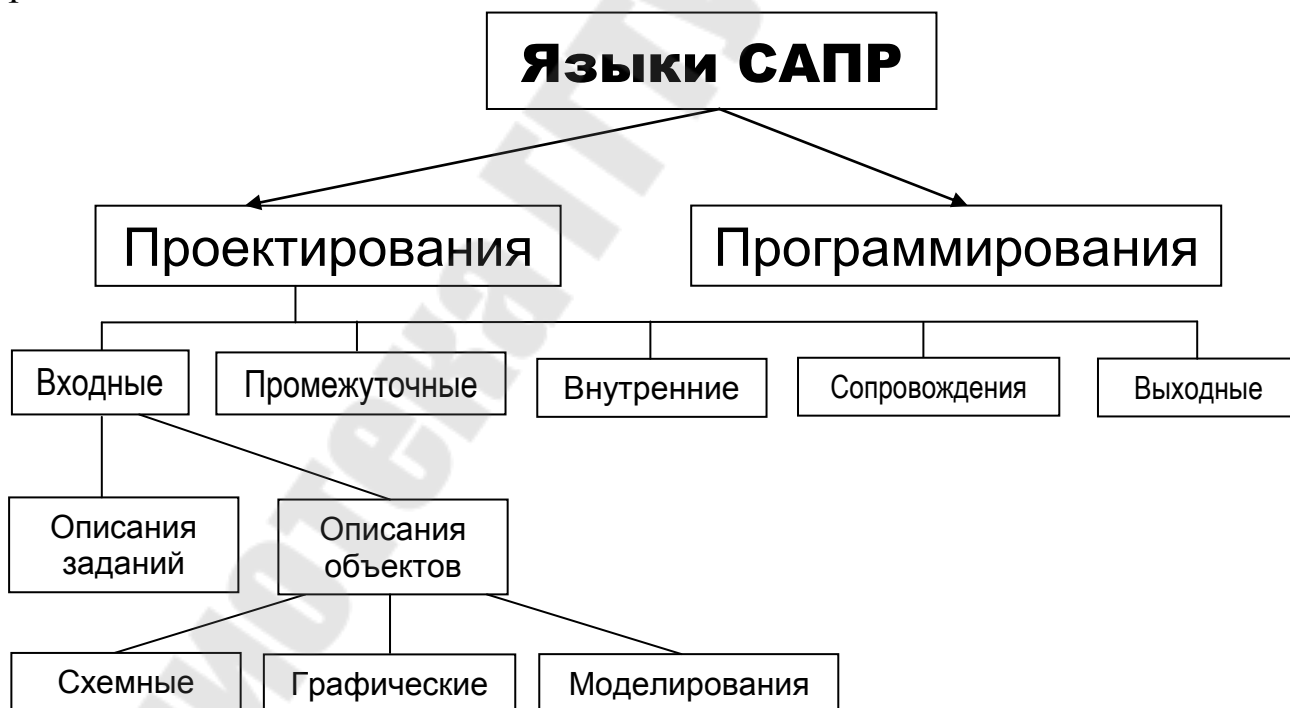 Языки САПР
Проектирования
Программирования
Входные
Промежуточные
Внутренние
Сопровождения
Выходные
Описания
заданий
Описания
объектов
Схемные
Графические
Моделирования